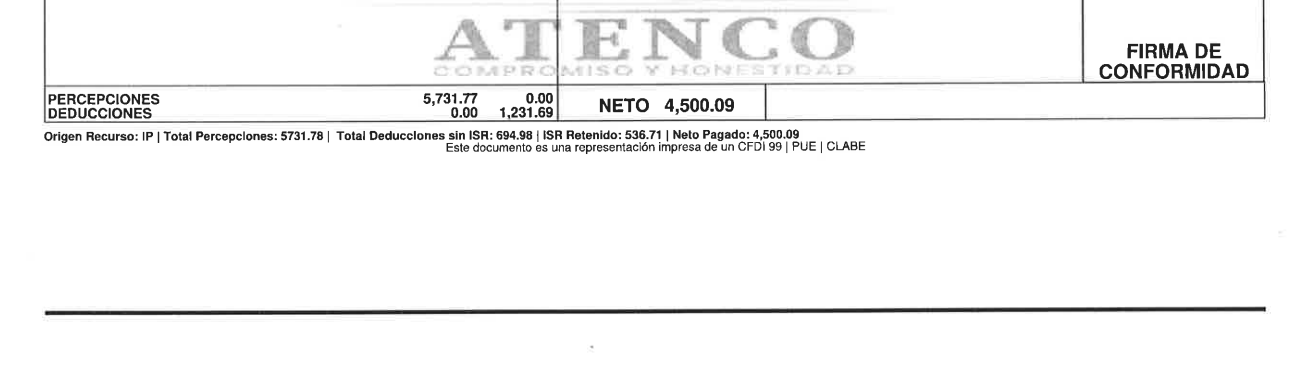 ATENCO
COMPROMISO Y HONESTIDAD
FIRMA DE
CONFORMIDAD
PERCEPCIONES 5,731.77 0.00
DEDUCCIONES 0.00 1,231.69
NETO 4,500.09
Origen Recurso: IP | Total Percepciones: 5731.78 | Total Deducciones sin ISR: 694.98 | ISR Retenido: 536.71 | Neto Pagado: 4,500.09
Este documento es una representación impresa de un CFDI 99 | PUE | CLABE